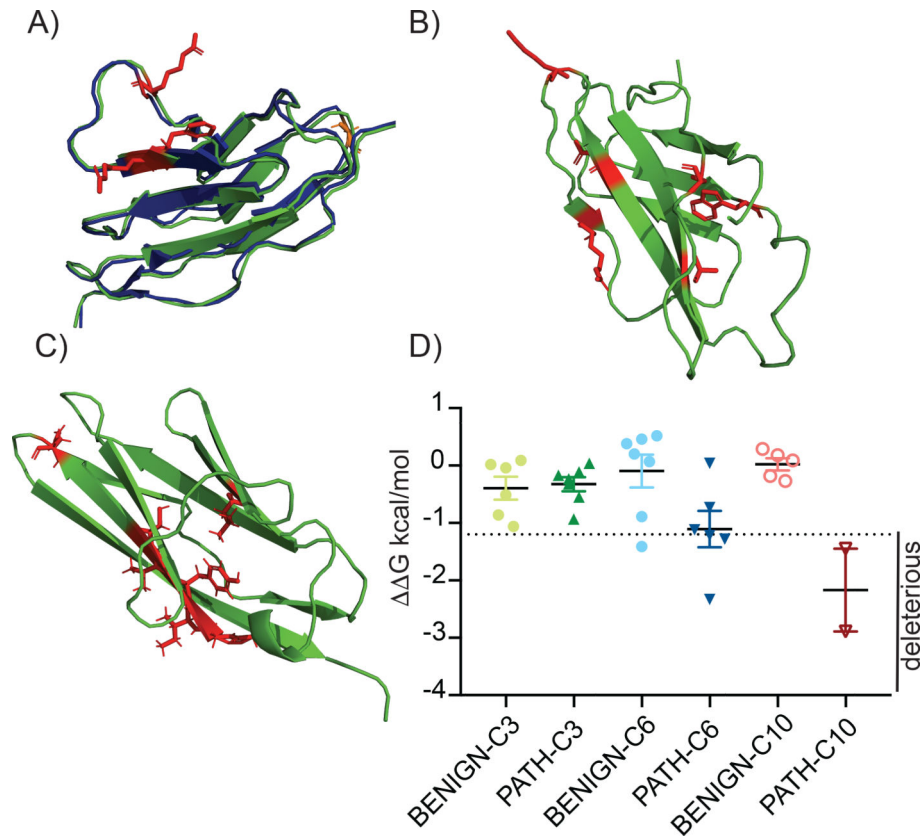 A)
B)
C)
D)
1
0
-1
-2
-3
-4
ΔΔG kcal/mol
deleterious
BENIGN-C3
PATH-C3
BENIGN-C6
PATH-C6
BENIGN-C10
PATH-C10